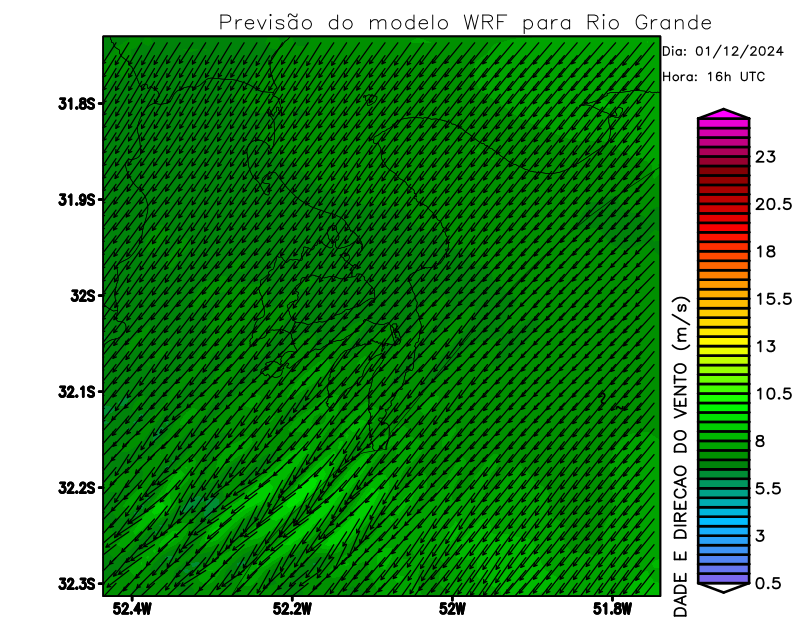 Previsão do modelo WRF para Rio Grande
Dia: 01/12/2024
Hora: 16h UTC
31.8S
31.9S
32S
32.1S
32.2S
32.3S
52.4W
52.2W
52W
51.8W
23
20.5
18
15.5
13
10.5
8
5.5
3
0.5
DADE E DIRECAO DO VENTO (m/s)